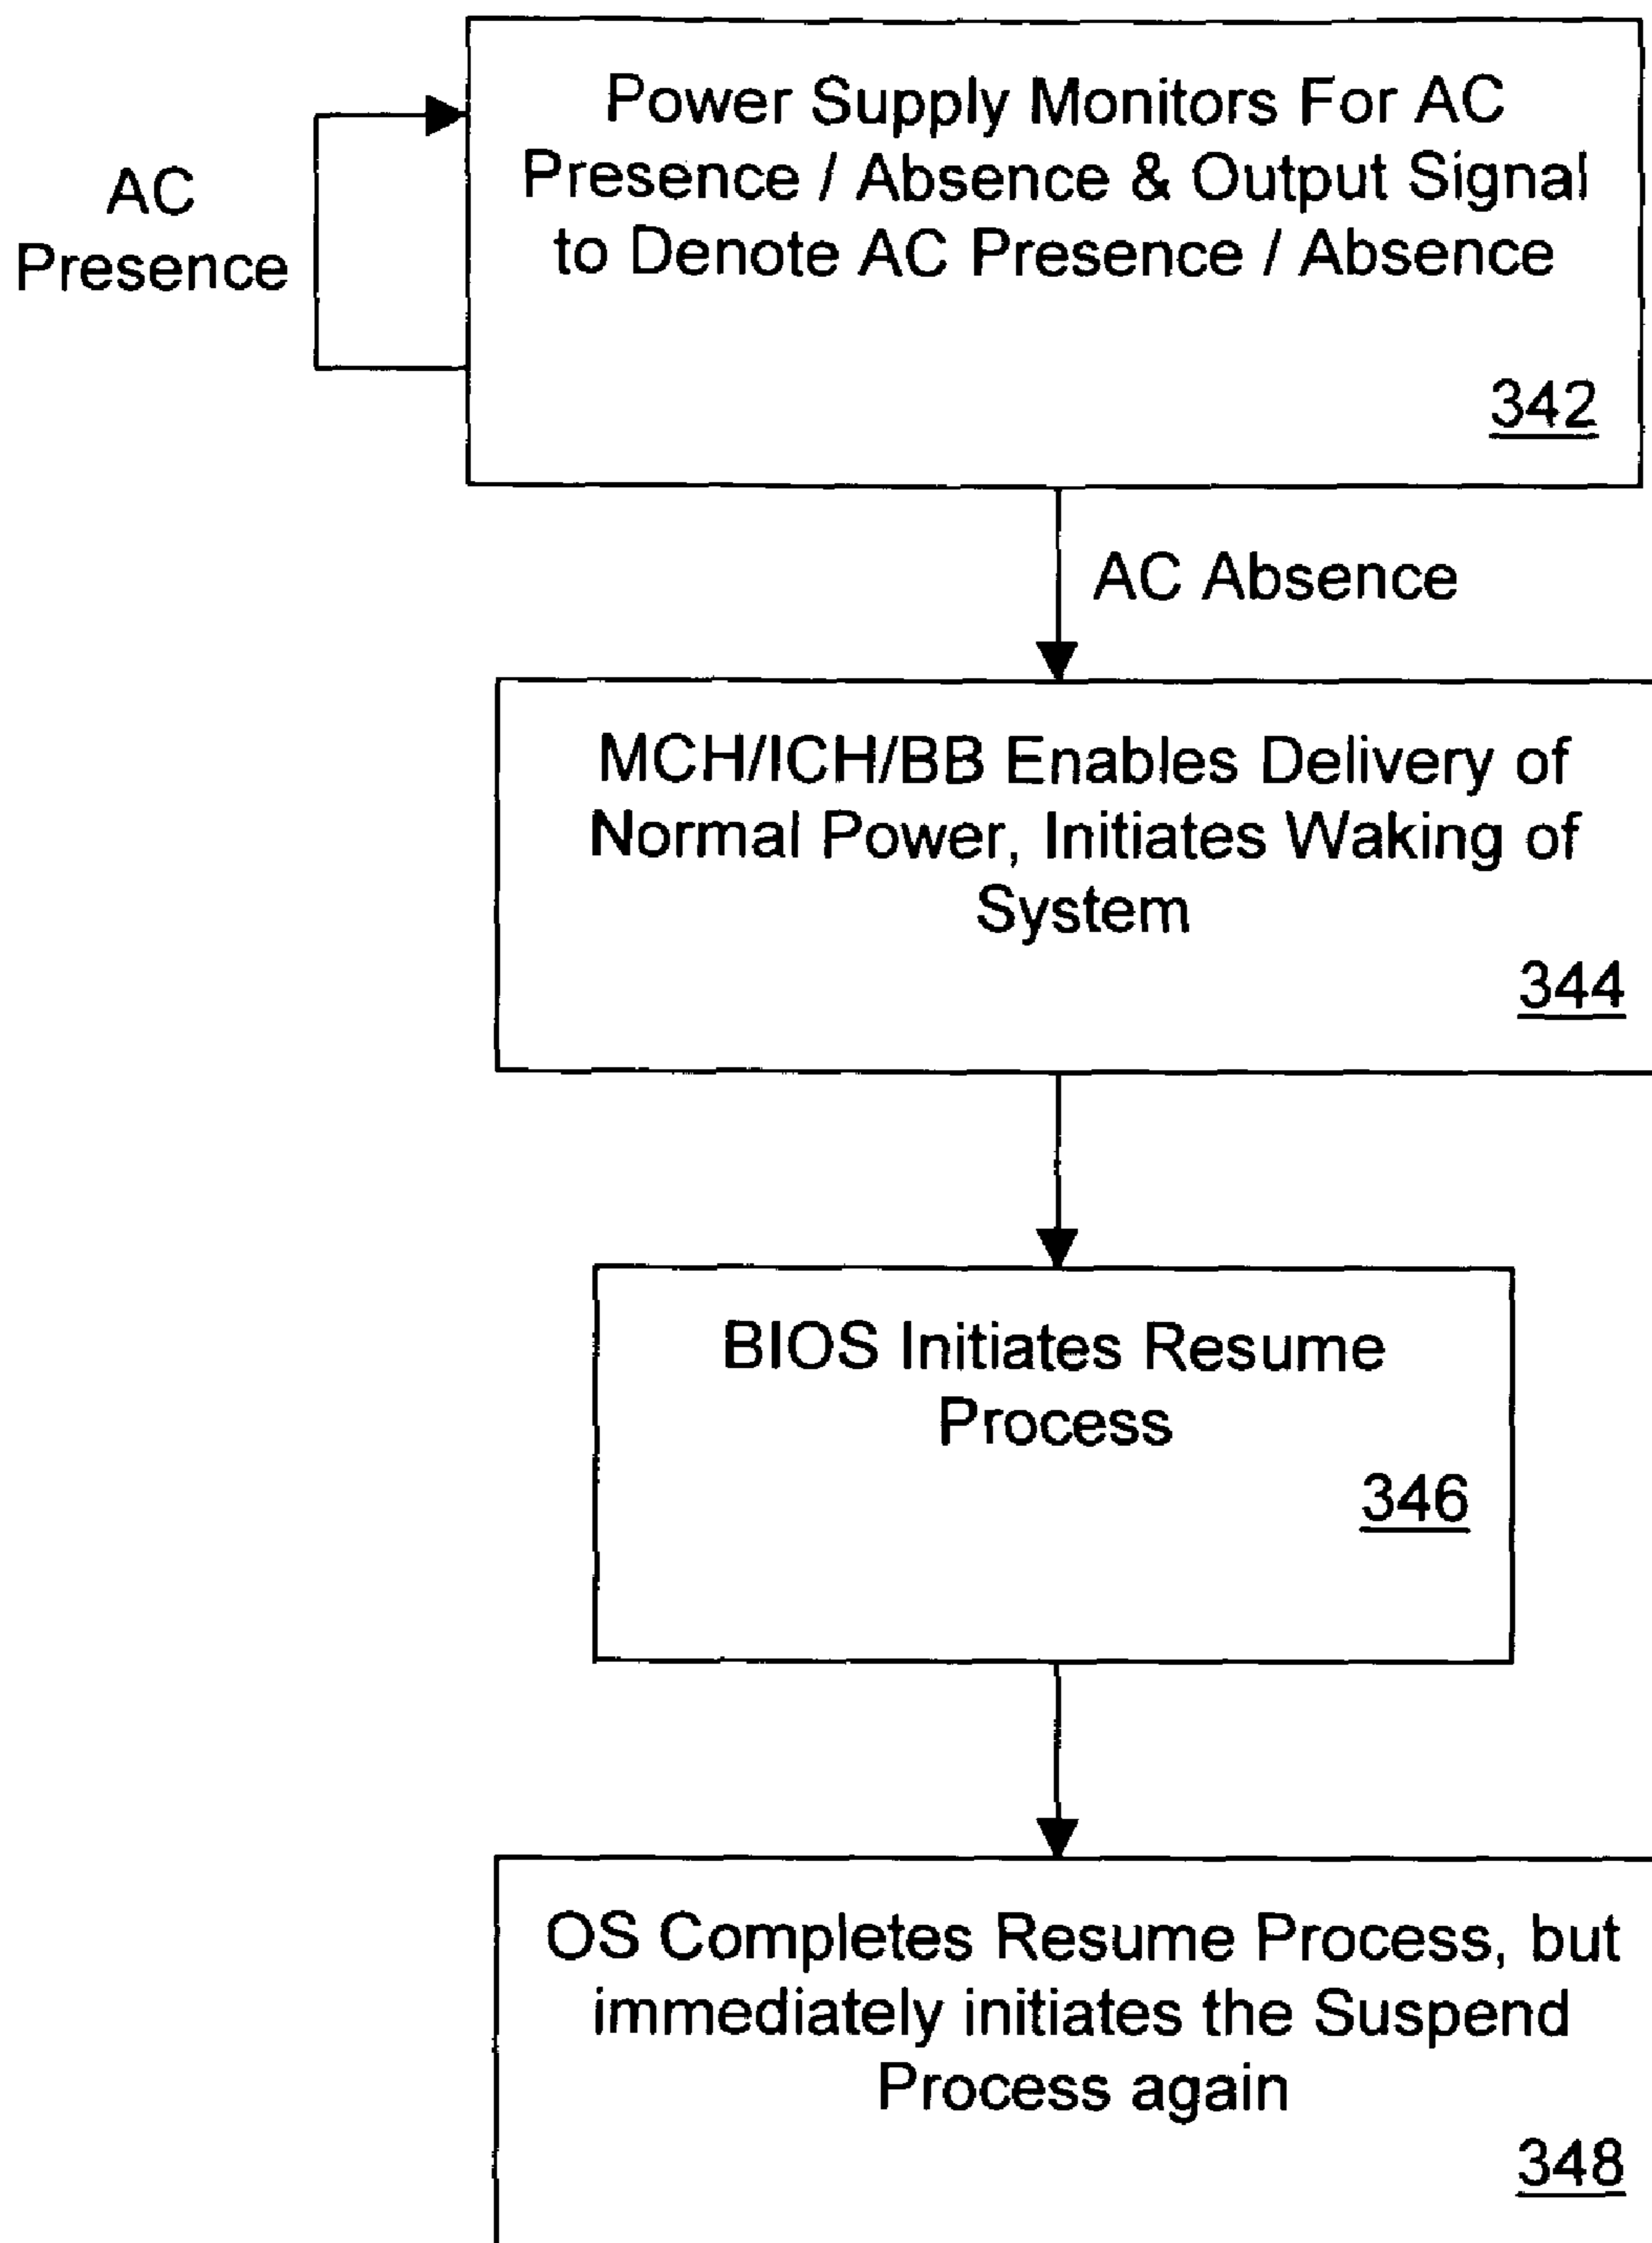 Power Supply Monitors For AC
Presence / Absence & Output Signal
to Denote AC Presence / Absence
342
AC
Presence
AC Absence
MCH/ICH/BB Enables Delivery of
Normal Power, Initiates Waking of
System
344
BIOS Initiates Resume
Process
346
OS Completes Resume Process, but
immediately initiates the Suspend
Process again
348